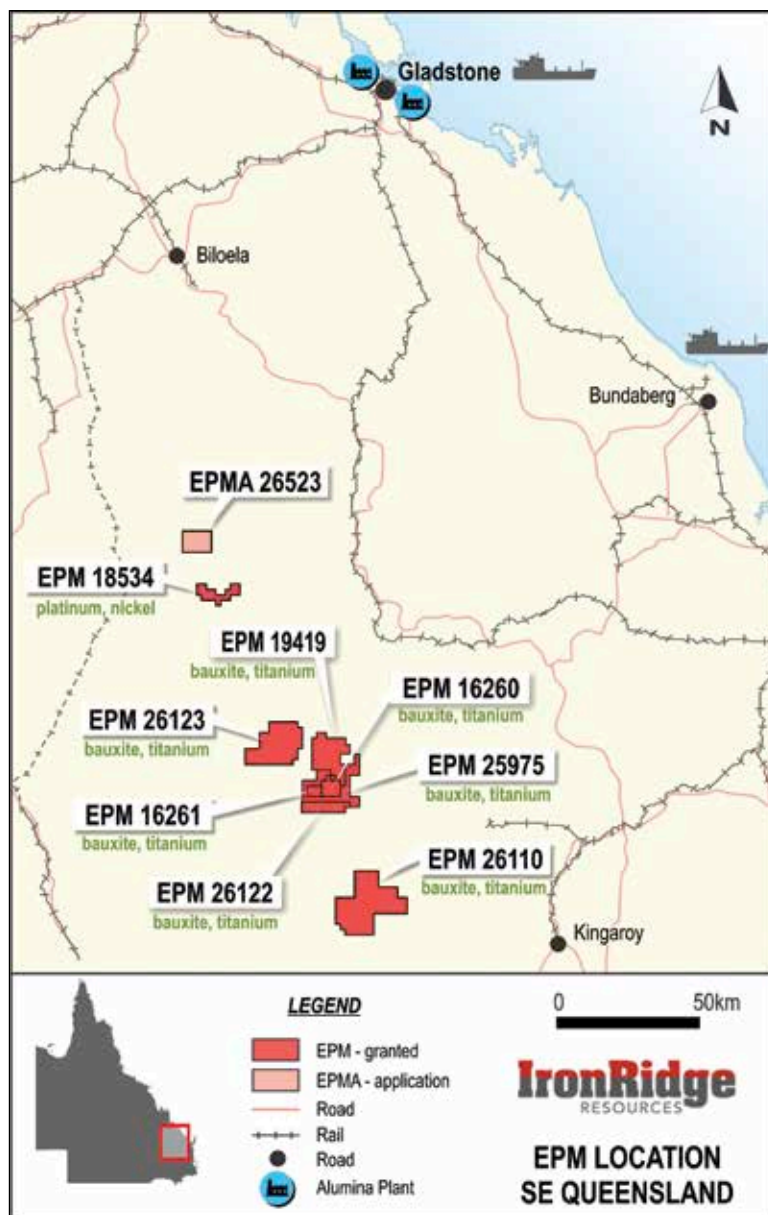 Gladstone
N
Biloela
Bundaberg
EPMA 26523
EPM 18534
platinum, nickel
EPM 19419
bauxite, titanium
EPM 16260
bauxite, titanium
EPM 26123
bauxite, titanium
EPM 25975
bauxite, titanium
EPM 16261
bauxite, titanium
EPM 26110
bauxite, titanium
EPM 26122
bauxite, titanium
Kingaroy
LEGEND
EPM - granted
EPMA - application
Road
Rail
Road
Alumina Plant
0 50km
IronRidge
RESOURCES
EPM LOCATION
SE QUEENSLAND